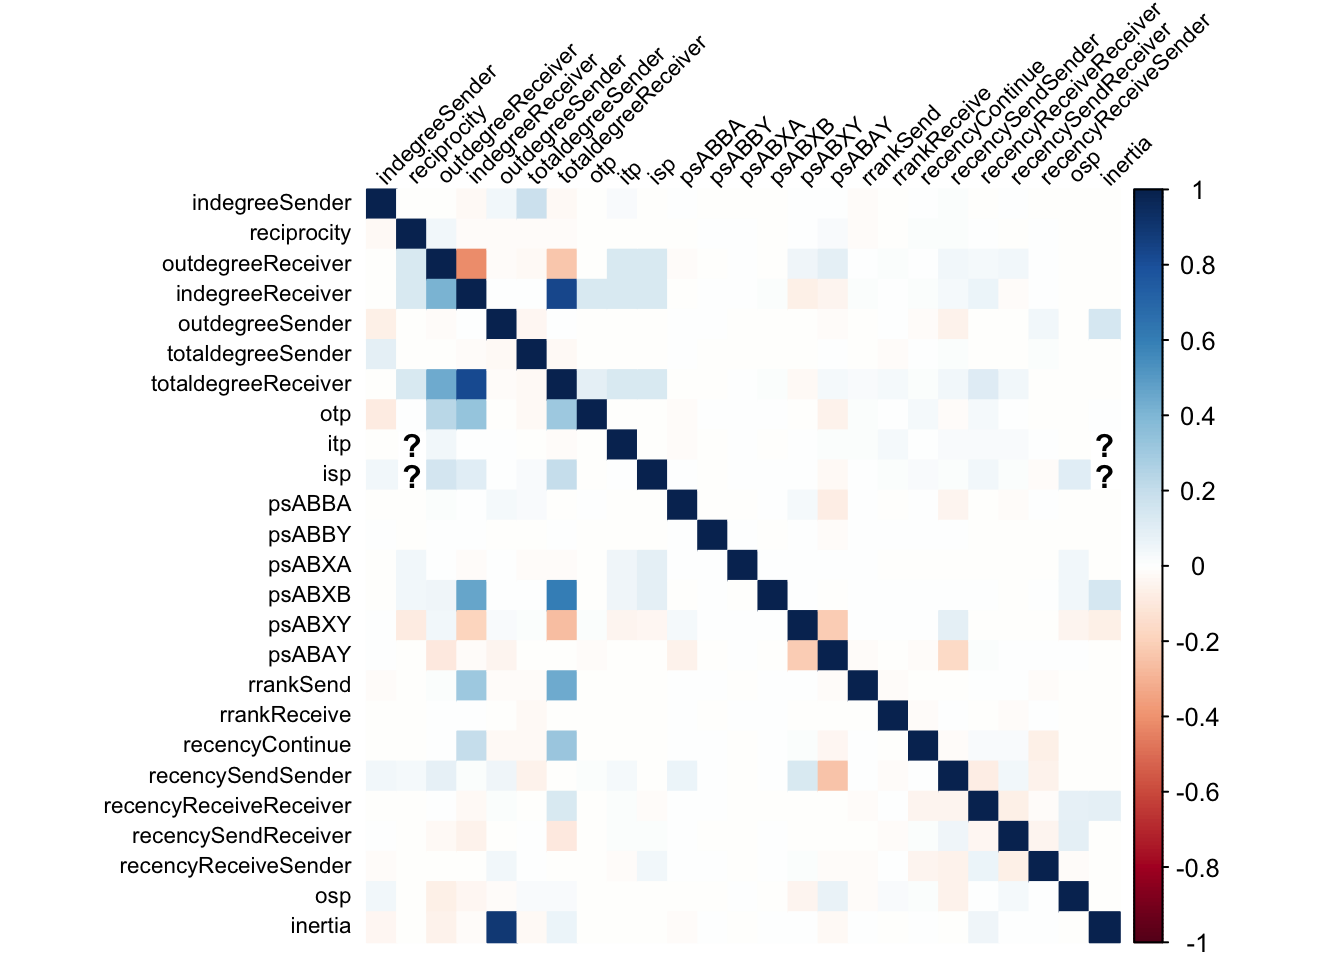 indegreeSender
reciprocity
outdegreeReceiver
indegreeReceiver
outdegreeSender
totaldegreeSender
totaldegreeReceiver
otp
itp
isp
psABBA
psABBY
psABXA
psABXB
psABXY
psABAY
rrankSend
rrankReceive
recencyContinue
recencySendSender
recencyReceiveReceiver
recencySendReceiver
recencyReceiveSender
osp
inertia
indegreeSender
reciprocity
outdegreeReceiver
indegreeReceiver
outdegreeSender
totaldegreeSender
totaldegreeReceiver
otp
itp ? ?
isp ? ?
psABBA
psABBY
psABXA
psABXB
psABXY
psABAY
rrankSend
rrankReceive
recencyContinue
recencySendSender
recencyReceiveReceiver
recencySendReceiver
recencyReceiveSender
osp
inertia
1
0.8
0.6
0.4
0.2
0
-0.2
-0.4
-0.6
-0.8
-1